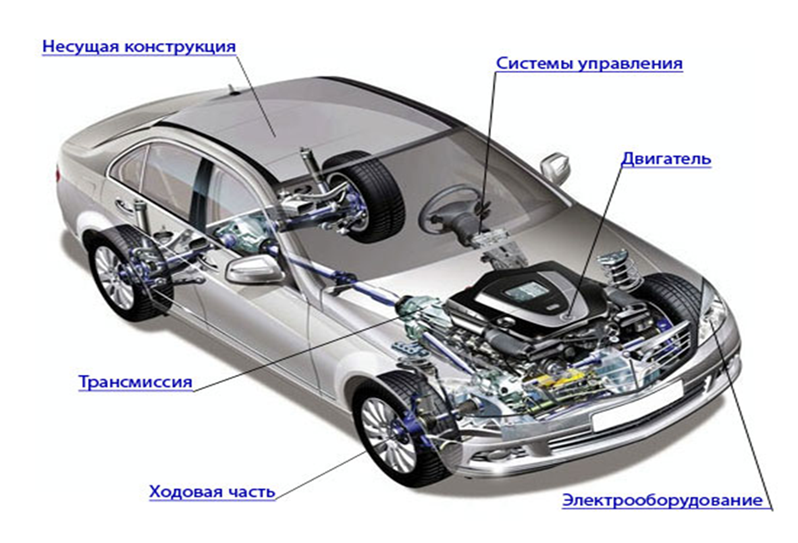 Несущая конструкция
Системы управления
Двигатель
Трансмиссия
Ходовая часть
Электрооборудование